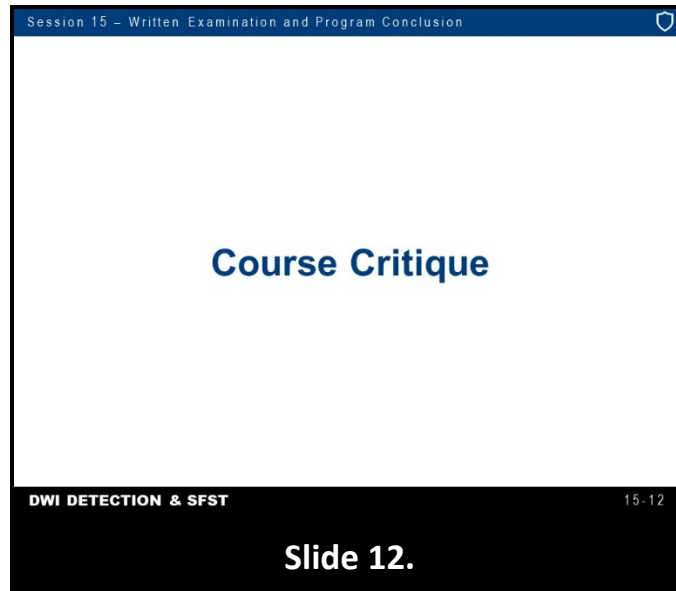 Session 15 – Written Examination and Program Conclusion
Course Critique
DWI DETECTION & SFST
15-12
Slide 12.